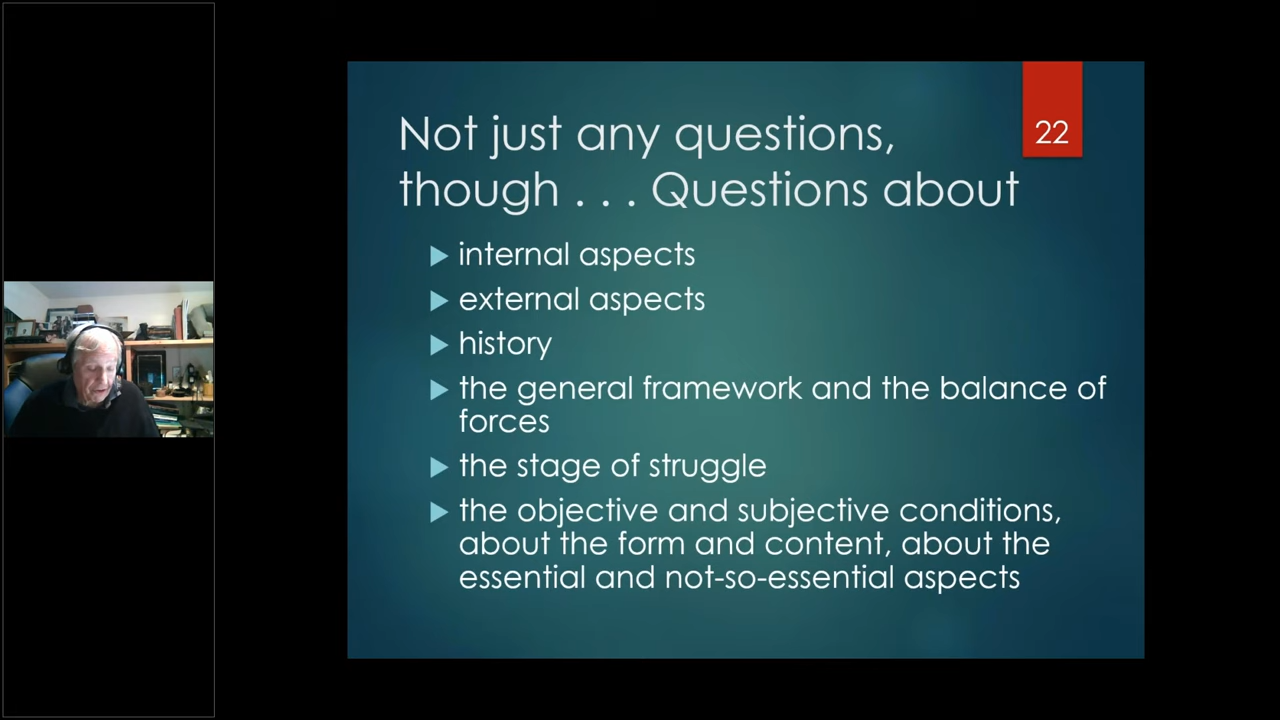 Not just any questions,
though . . . Questions about
22
internal aspects
external aspects
history
the general framework and the balance of
forces
the stage of struggle
the objective and subjective conditions,
about the form and content, about the
essential and not-so-essential aspects